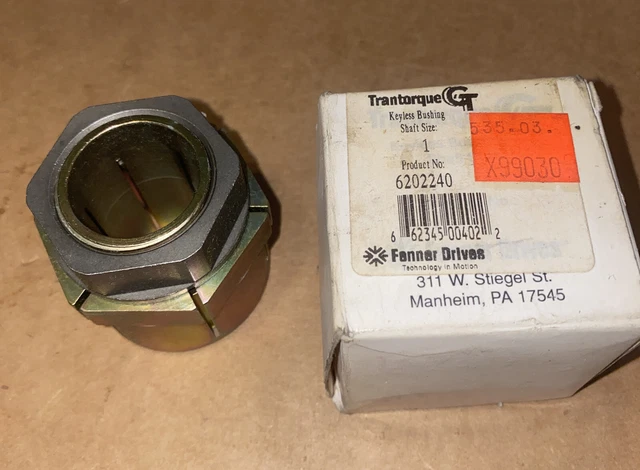 Trantorque GT
Keyless Bushing
Shaft Size:
1
Product No:
6202240
6 62345 00402 2
Fenner Drives
Technology in Motion
311 W. Stiegel St.
Manheim, PA 17545
535.03.
X99030